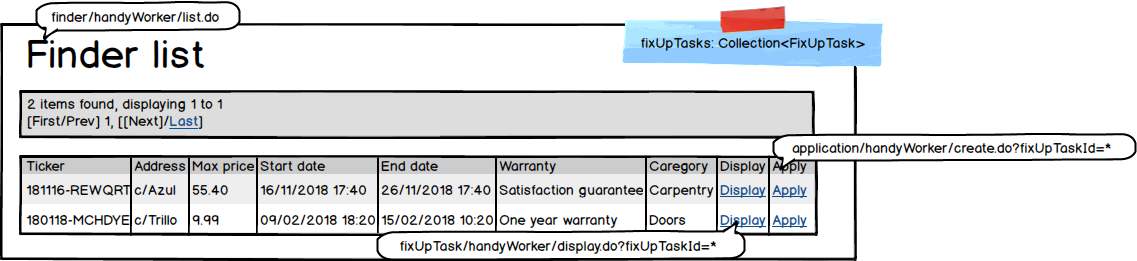 finder/handyWorker/list.do
Finder list
fixUpTasks: Collection<FixUpTask>
2 items found, displaying 1 to 1
[First/Prev] 1, [[Next]/Last]
application/handyWorker/create.do?fixUpTaskId=*
Ticker Address Max price Start date End date Warranty Caregory Display Apply
181116-REWQRT c/Azul 55.40 16/11/2018 17:40 26/11/2018 17:40 Satisfaction guarantee Carpentry Display Apply
180118-MCHDYE c/Trillo 9.99 09/02/2018 18:20 15/02/2018 10:20 One year warranty Doors Display Apply
fixUpTask/handyWorker/display.do?fixUpTaskId=*